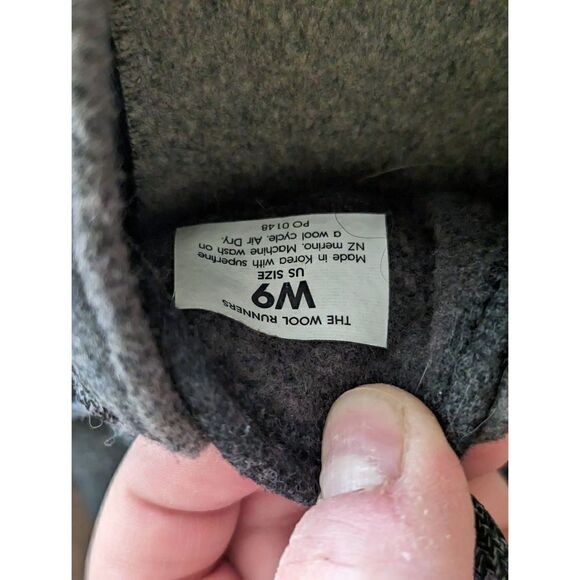 THE WOOL RUNNERS
W9
US SIZE
Made in Korea with superfine
NZ merino. Machine wash on
a wool cycle. Air Dry.
PO 0148